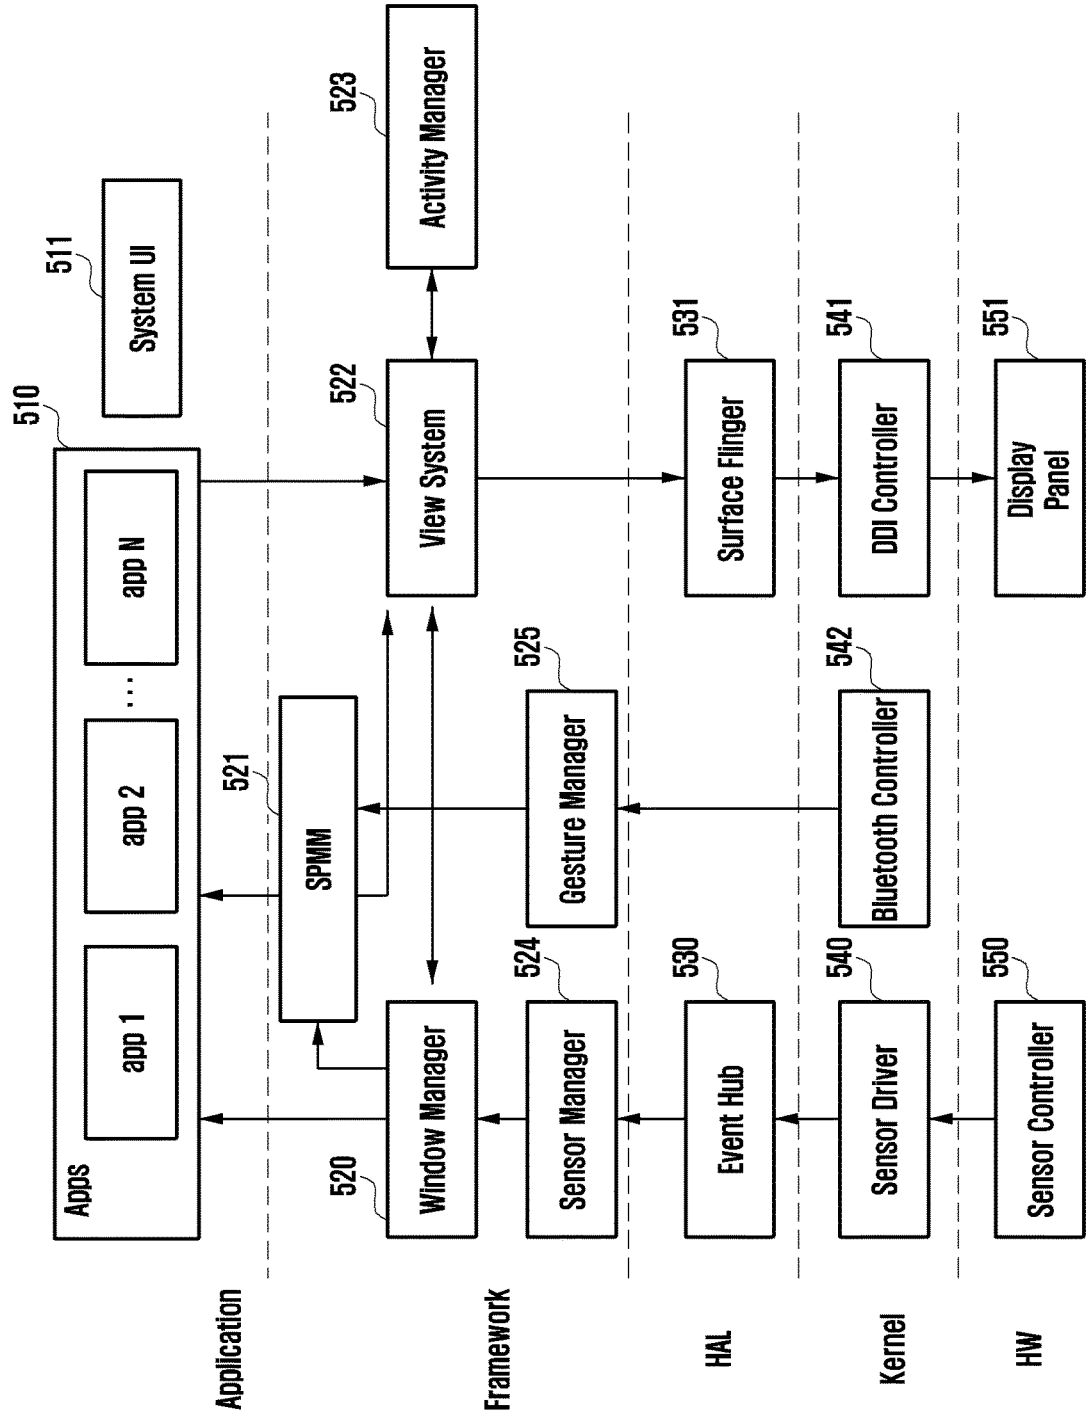 510
Apps
app 1
app 2
...
app N
511
System UI
Application
521
SPMM
520
Window Manager
522
View System
523
Activity Manager
524
Sensor Manager
525
Gesture Manager
Framework
530
Event Hub
531
Surface Flinger
HAL
540
Sensor Driver
542
Bluetooth Controller
541
DDI Controller
Kernel
550
Sensor Controller
551
Display
Panel
HW